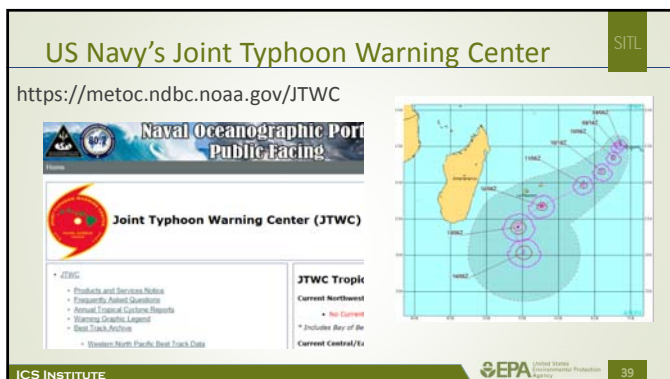 US Navy's Joint Typhoon Warning Center
SITL
https://metoc.ndbc.noaa.gov/JTWC
Naval Oceanographic Port
Public Facing
Home
Joint Typhoon Warning Center (JTWC)
• JTWC
• Products and Services Notice
• Frequently Asked Questions
• Annual Tropical Cyclone Reports
• Warning Graphic Legend
• Best Track Archive
• Western North Pacific Best Track Data
JTWC Tropic
Current Northwest
• No Current
* Includes Bay of Be
Current Central/Ea
ICS INSTITUTE
EPA
United States
Environmental Protection
Agency
39